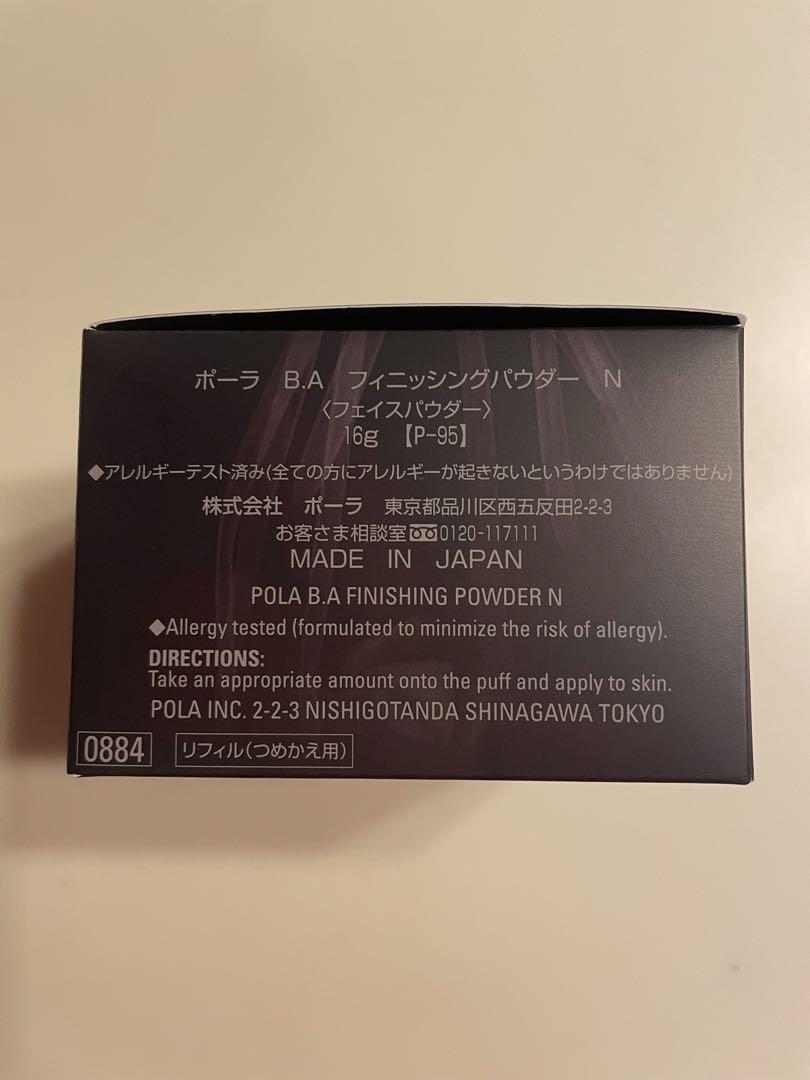 ポーラ B.A フィニッシングパウダー N
〈フェイスパウダー〉
16g 【P-95】
◆アレルギーテスト済み(全ての方にアレルギーが起きないというわけではありません)
株式会社 ポーラ 東京都品川区西五反田2-2-3
お客さま相談室 0120-117111
MADE IN JAPAN
POLA B.A FINISHING POWDER N
◆Allergy tested (formulated to minimize the risk of allergy).
DIRECTIONS:
Take an appropriate amount onto the puff and apply to skin.
POLA INC. 2-2-3 NISHIGOTANDA SHINAGAWA TOKYO
0884 リフィル(つめかえ用)